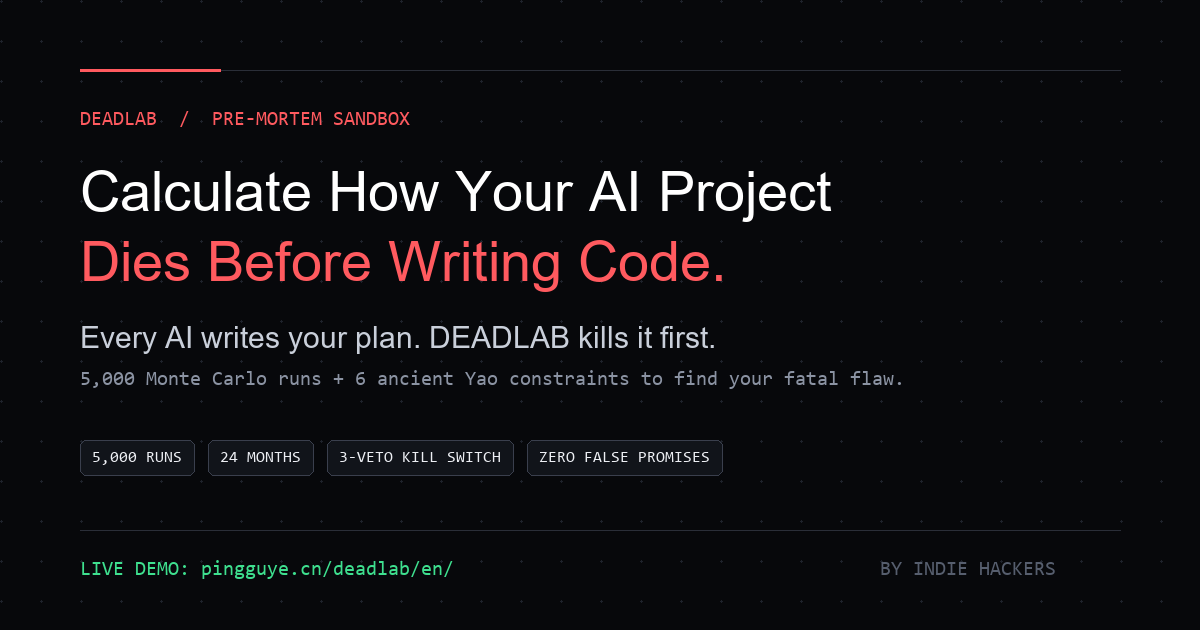 DEADLAB / PRE-MORTEM SANDBOX
Calculate How Your AI Project
Dies Before Writing Code.
Every AI writes your plan. DEADLAB kills it first.
5,000 Monte Carlo runs + 6 ancient Yao constraints to find your fatal flaw.
5,000 RUNS
24 MONTHS
3-VETO KILL SWITCH
ZERO FALSE PROMISES
LIVE DEMO: pingguye.cn/deadlab/en/
BY INDIE HACKERS